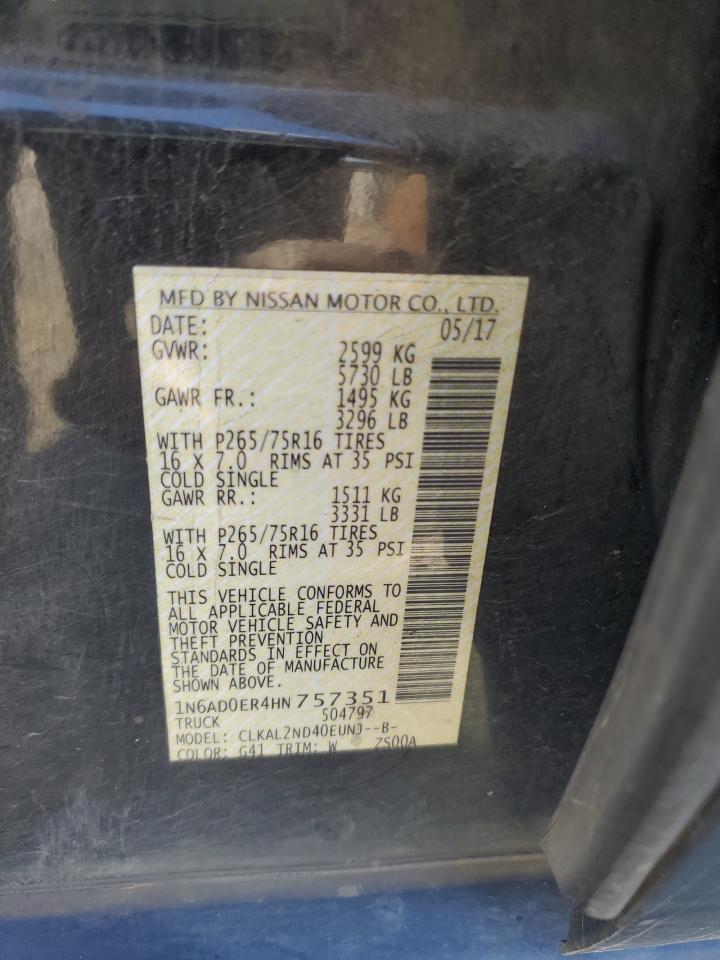 MFD BY NISSAN MOTOR CO., LTD.
DATE: 05/17
GVWR: 2599 KG
5730 LB
GAWR FR.: 1495 KG
3296 LB
WITH P265/75R16 TIRES
16 X 7.0 RIMS AT 35 PSI
COLD SINGLE
GAWR RR.: 1511 KG
3331 LB
WITH P265/75R16 TIRES
16 X 7.0 RIMS AT 35 PSI
COLD SINGLE
THIS VEHICLE CONFORMS TO
ALL APPLICABLE FEDERAL
MOTOR VEHICLE SAFETY AND
THEFT PREVENTION
STANDARDS IN EFFECT ON
THE DATE OF MANUFACTURE
SHOWN ABOVE.
1N6AD0ER4HN757351
TRUCK 504797
MODEL: CLKAL2ND40EUNJ--B-
COLOR: G41 TRIM: W ZS00A